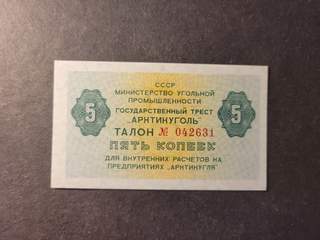 СССР
МИНИСТЕРСТВО УГОЛЬНОЙ
ПРОМЫШЛЕННОСТИ
ГОСУДАРСТВЕННЫЙ ТРЕСТ
5 „АРКТИКУГОЛЬ" 5
ТАЛОН № 042631
ПЯТЬ КОПЕЕК
ДЛЯ ВНУТРЕННИХ РАСЧЕТОВ НА
ПРЕДПРИЯТИЯХ „АРКТИКУГЛЯ"